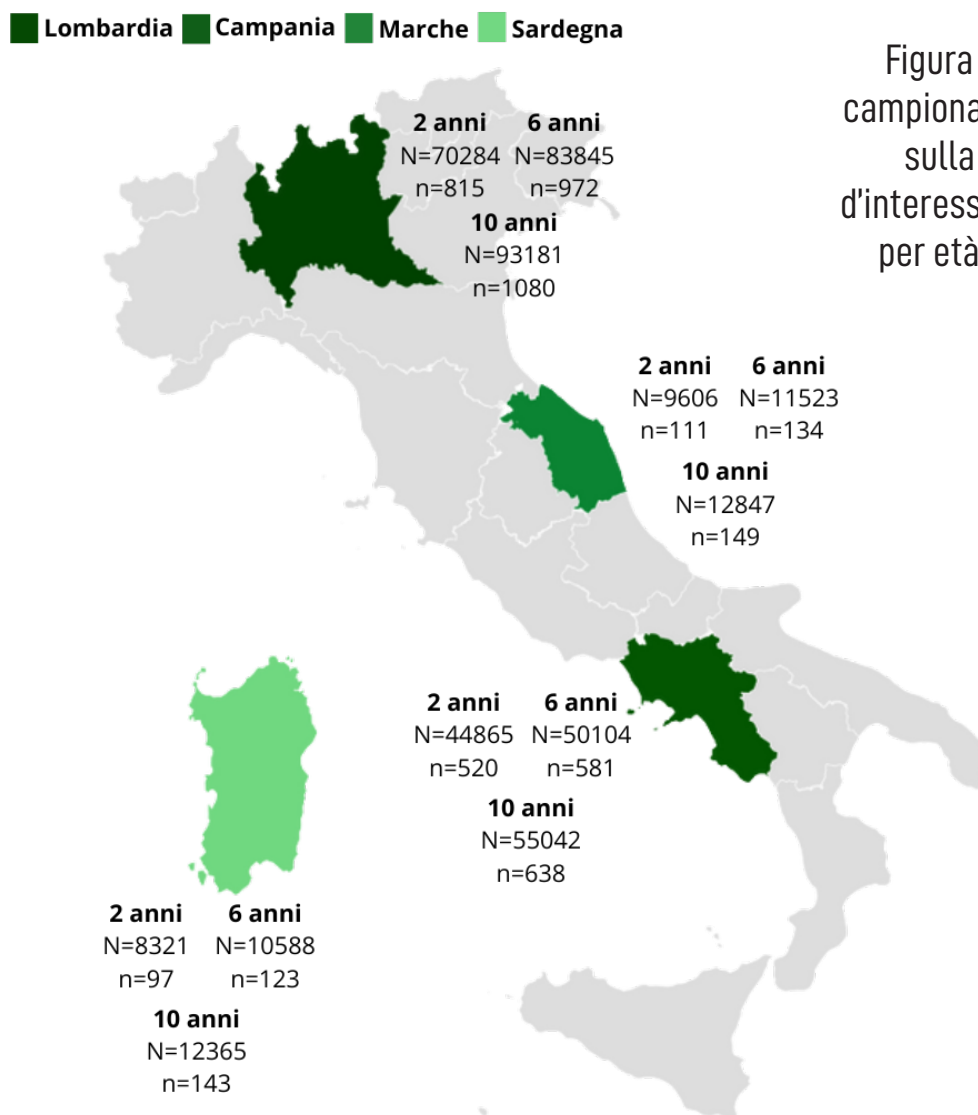 Lombardia Campania Marche Sardegna
Figura
campiona
sulla
d'interess
per età
2 anni 6 anni
N=70284 N=83845
n=815 n=972
10 anni
N=93181
n=1080
2 anni 6 anni
N=9606 N=11523
n=111 n=134
10 anni
N=12847
n=149
2 anni 6 anni
N=44865 N=50104
n=520 n=581
10 anni
N=55042
n=638
2 anni 6 anni
N=8321 N=10588
n=97 n=123
10 anni
N=12365
n=143